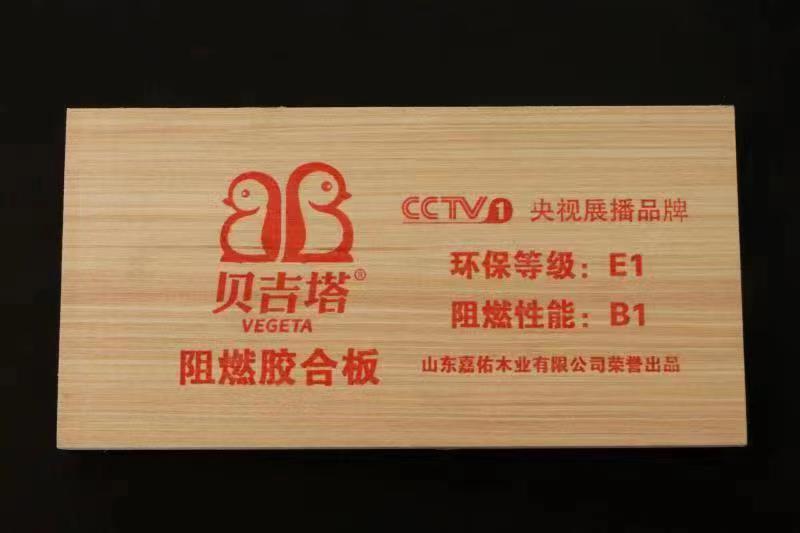 贝吉塔®
VEGETA
阻燃胶合板
CCTV1 央视展播品牌
环保等级：E1
阻燃性能：B1
山东嘉佑木业有限公司荣誉出品